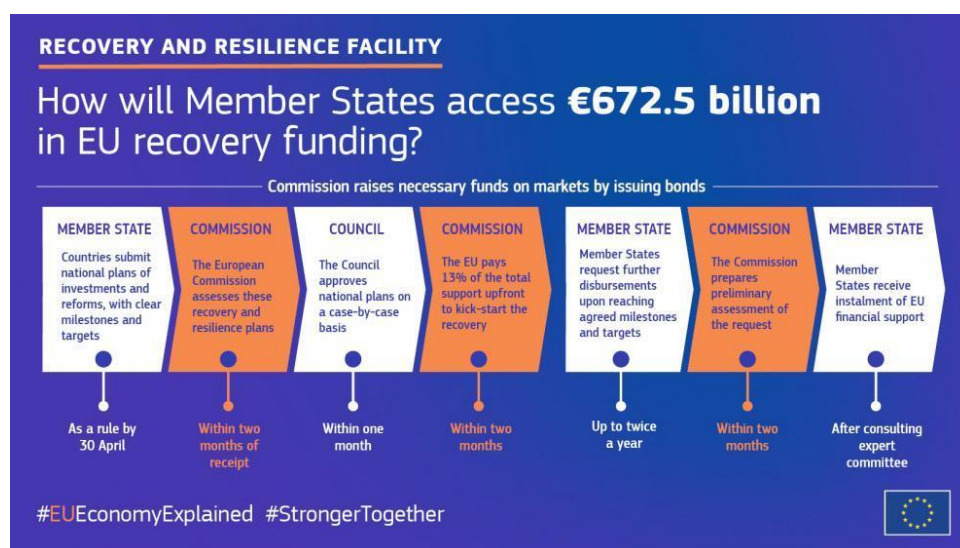 RECOVERY AND RESILIENCE FACILITY
How will Member States access €672.5 billion
in EU recovery funding?
Commission raises necessary funds on markets by issuing bonds
MEMBER STATE
Countries submit
national plans of
investments and
reforms, with clear
milestones and
targets
As a rule by
30 April
COMMISSION
The European
Commission
assesses these
recovery and
resilience plans
Within two
months of
receipt
COUNCIL
The Council
approves
national plans on
a case-by-case
basis
Within one
month
COMMISSION
The EU pays
13% of the total
support upfront
to kick-start the
recovery
Within two
months
MEMBER STATE
Member States
request further
disbursements
upon reaching
agreed milestones
and targets
Up to twice
a year
COMMISSION
The Commission
prepares
preliminary
assessment of
the request
Within two
months
MEMBER STATE
Member
States receive
instalment of EU
financial support
After consulting
expert
committee
#EUEconomyExplained #StrongerTogether